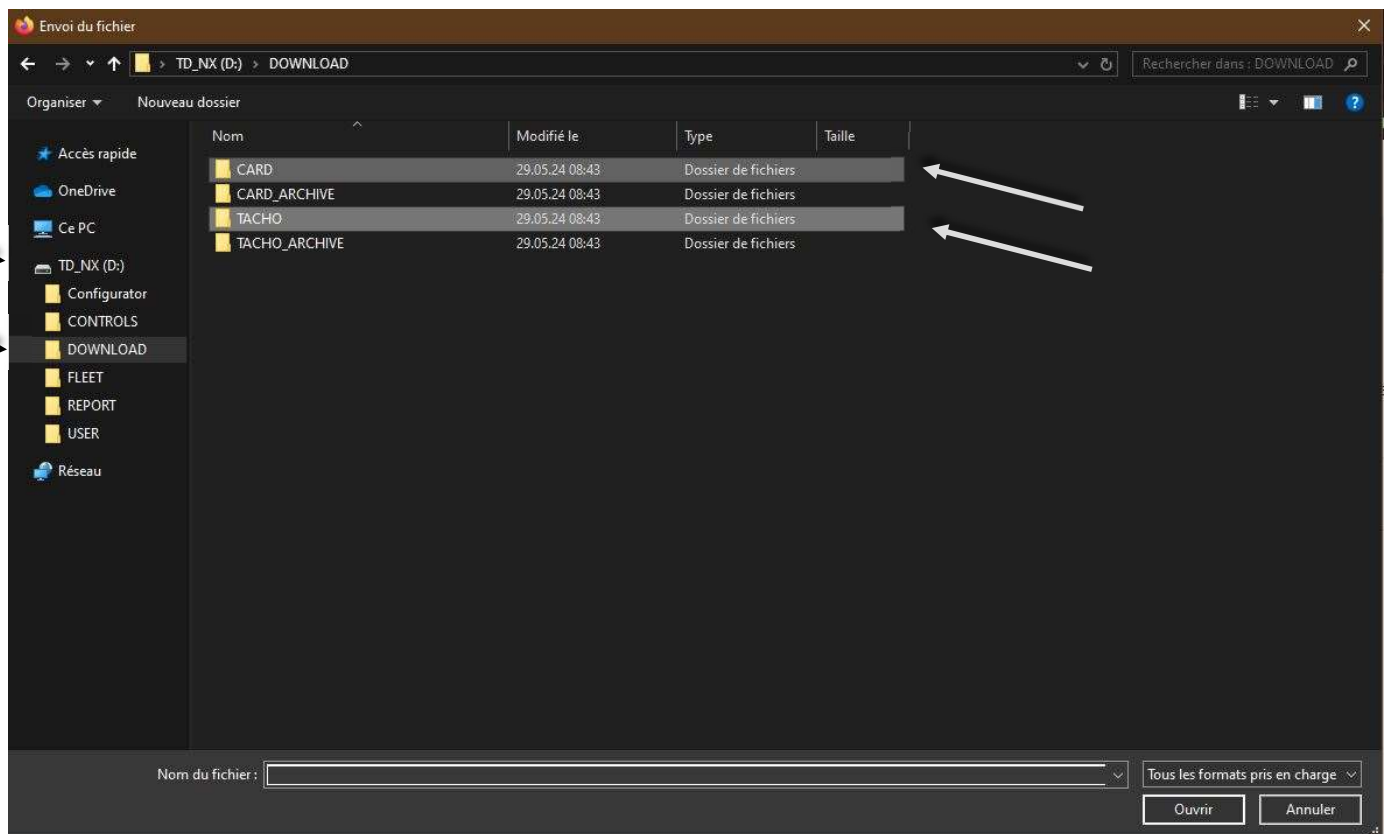 Envoi du fichier
TD_NX (D:) > DOWNLOAD
Rechercher dans : DOWNLOAD
Organiser
Nouveau dossier
Nom
Modifié le
Type
Taille
Accès rapide
OneDrive
Ce PC
TD_NX (D:)
Configurator
CONTROLS
DOWNLOAD
FLEET
REPORT
USER
Réseau
CARD 29.05.24 08:43 Dossier de fichiers
CARD_ARCHIVE 29.05.24 08:43 Dossier de fichiers
TACHO 29.05.24 08:43 Dossier de fichiers
TACHO_ARCHIVE 29.05.24 08:43 Dossier de fichiers
Nom du fichier :
Tous les formats pris en charge
Ouvrir
Annuler